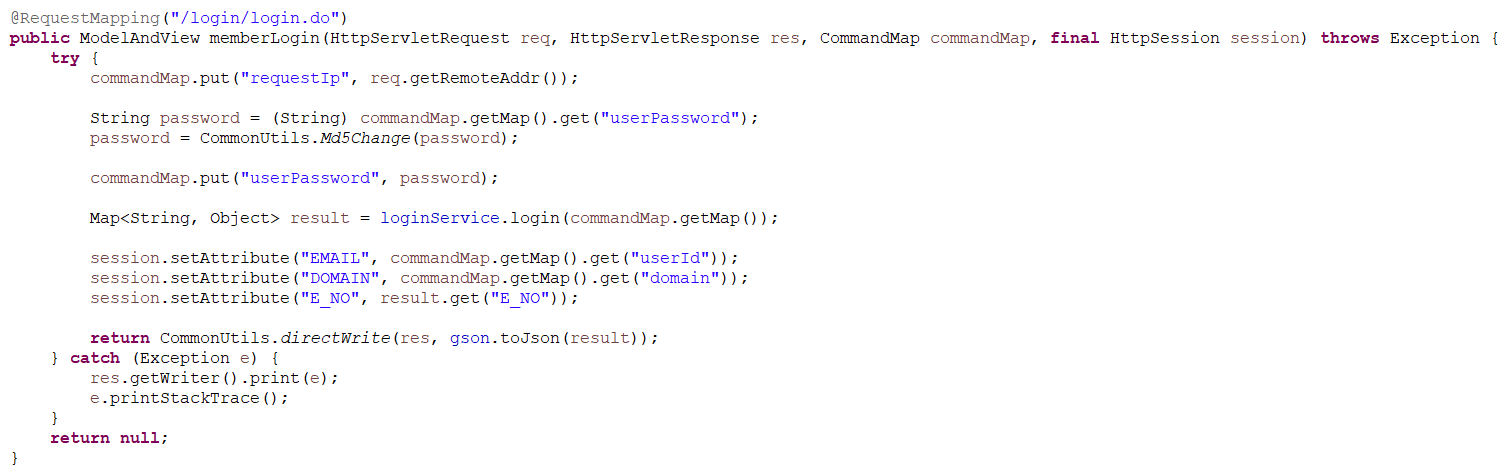 @RequestMapping("/login/login.do")
public ModelAndView memberLogin(HttpServletRequest req, HttpServletResponse res, CommandMap commandMap, final HttpSession session) throws Exception {
    try {
        commandMap.put("requestIp", req.getRemoteAddr());

        String password = (String) commandMap.getMap().get("userPassword");
        password = CommonUtils.Md5Change(password);

        commandMap.put("userPassword", password);

        Map<String, Object> result = loginService.login(commandMap.getMap());

        session.setAttribute("EMAIL", commandMap.getMap().get("userId"));
        session.setAttribute("DOMAIN", commandMap.getMap().get("domain"));
        session.setAttribute("E_NO", result.get("E_NO"));

        return CommonUtils.directWrite(res, gson.toJson(result));
    } catch (Exception e) {
        res.getWriter().print(e);
        e.printStackTrace();
    }
    return null;
}